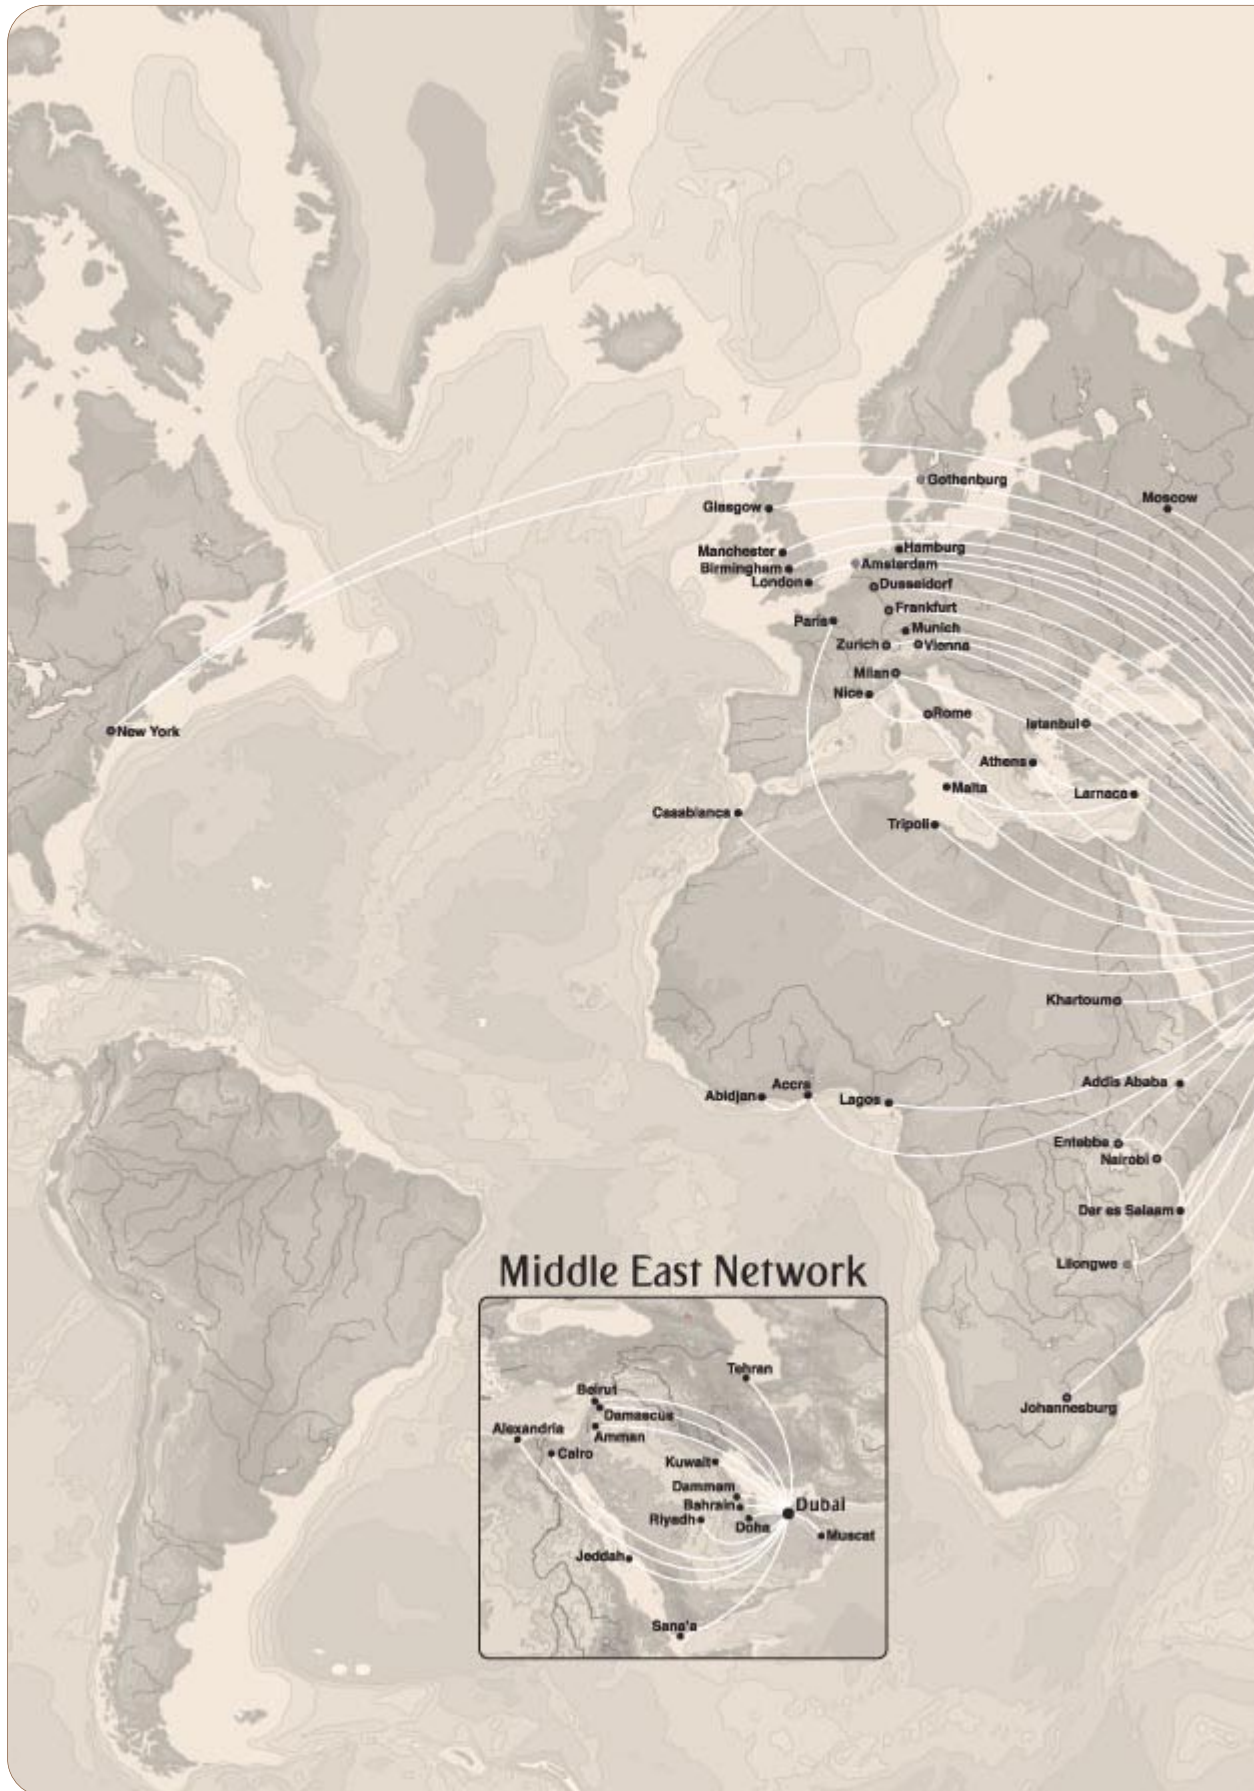 Gothenburg
Moscow
Glasgow
Hamburg
Manchester
Amsterdam
Birmingham
London
Dusseldorf
Frankfurt
Paris
Munich
Zurich
Vienna
Milan
Nice
Rome
Istanbul
New York
Athens
Malta
Larnaca
Casablanca
Tripoli
Khartoum
Addis Ababa
Accra
Abidjan
Lagos
Entebbe
Nairobi
Dar es Salaam
Lilongwe
Johannesburg
Middle East Network
Tehran
Beirut
Damascus
Alexandria
Amman
Cairo
Kuwait
Dammam
Bahrain
Dubai
Riyadh
Doha
Muscat
Jeddah
Sana'a